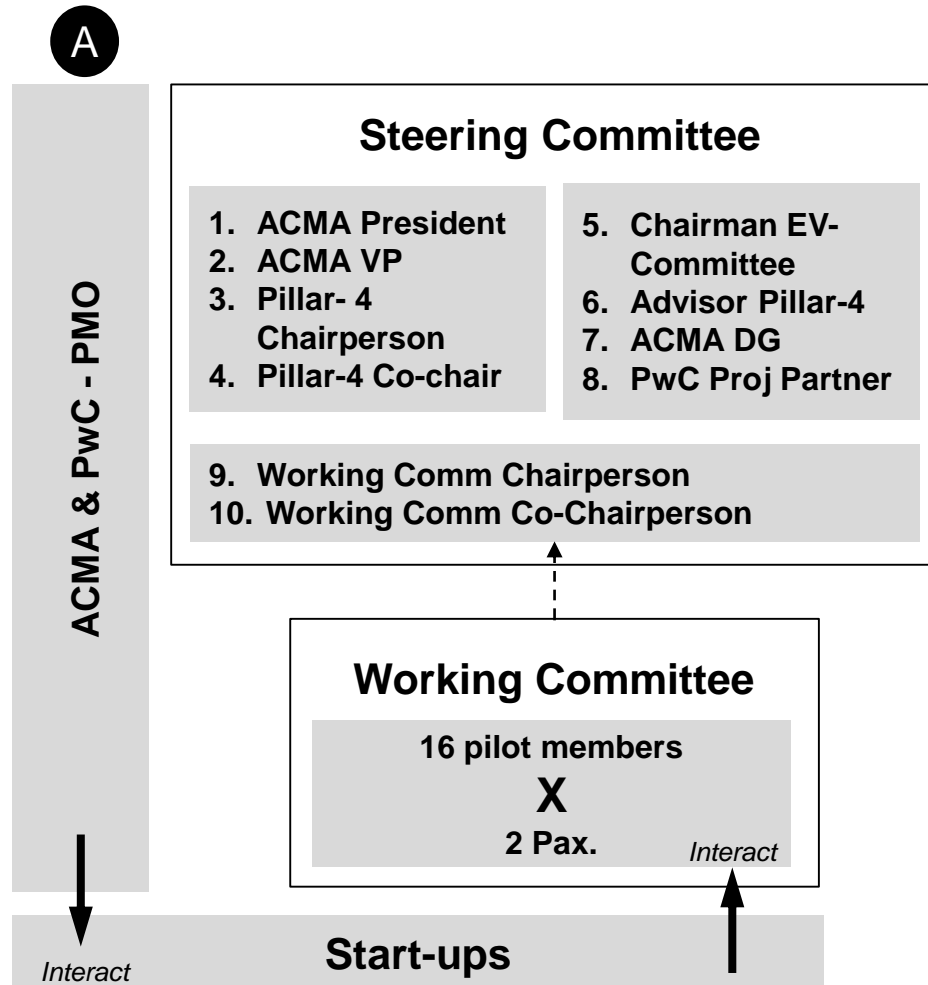 A
ACMA & PwC - PMO
Steering Committee
1. ACMA President
2. ACMA VP
3. Pillar- 4
Chairperson
4. Pillar-4 Co-chair
5. Chairman EV-
Committee
6. Advisor Pillar-4
7. ACMA DG
8. PwC Proj Partner
9. Working Comm Chairperson
10. Working Comm Co-Chairperson
Working Committee
16 pilot members
X
2 Pax.
Interact
Start-ups
Interact